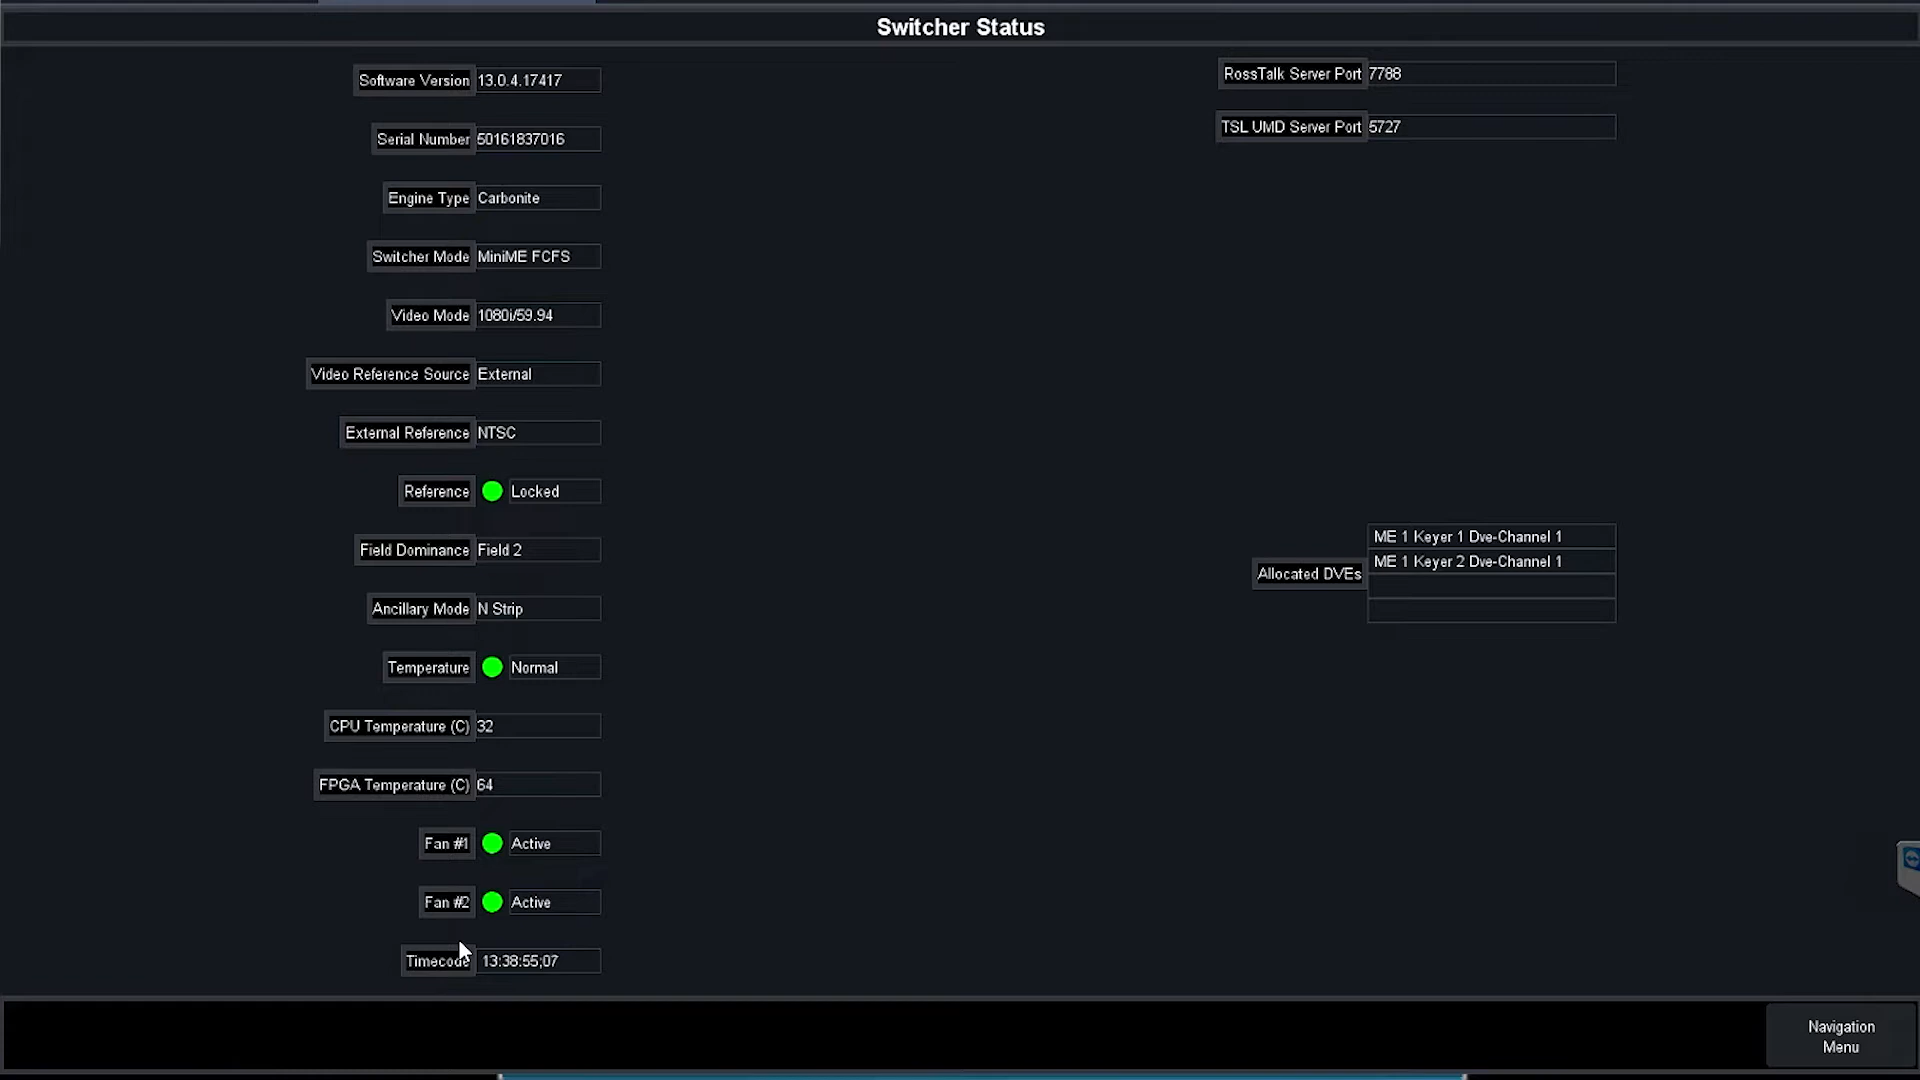 Switcher Status
Software Version 13.0.4.17417
Serial Number 50161837016
Engine Type Carbonite
Switcher Mode MiniME FCFS
Video Mode 1080i/59.94
Video Reference Source External
External Reference NTSC
Reference Locked
Field Dominance Field 2
Ancillary Mode N Strip
Temperature Normal
CPU Temperature (C) 32
FPGA Temperature (C) 64
Fan #1 Active
Fan #2 Active
Timecode 13:38:55;07
RossTalk Server Port 7788
TSL UMD Server Port 5727
Allocated DVEs
ME 1 Keyer 1 Dve-Channel 1
ME 1 Keyer 2 Dve-Channel 1
Navigation
Menu